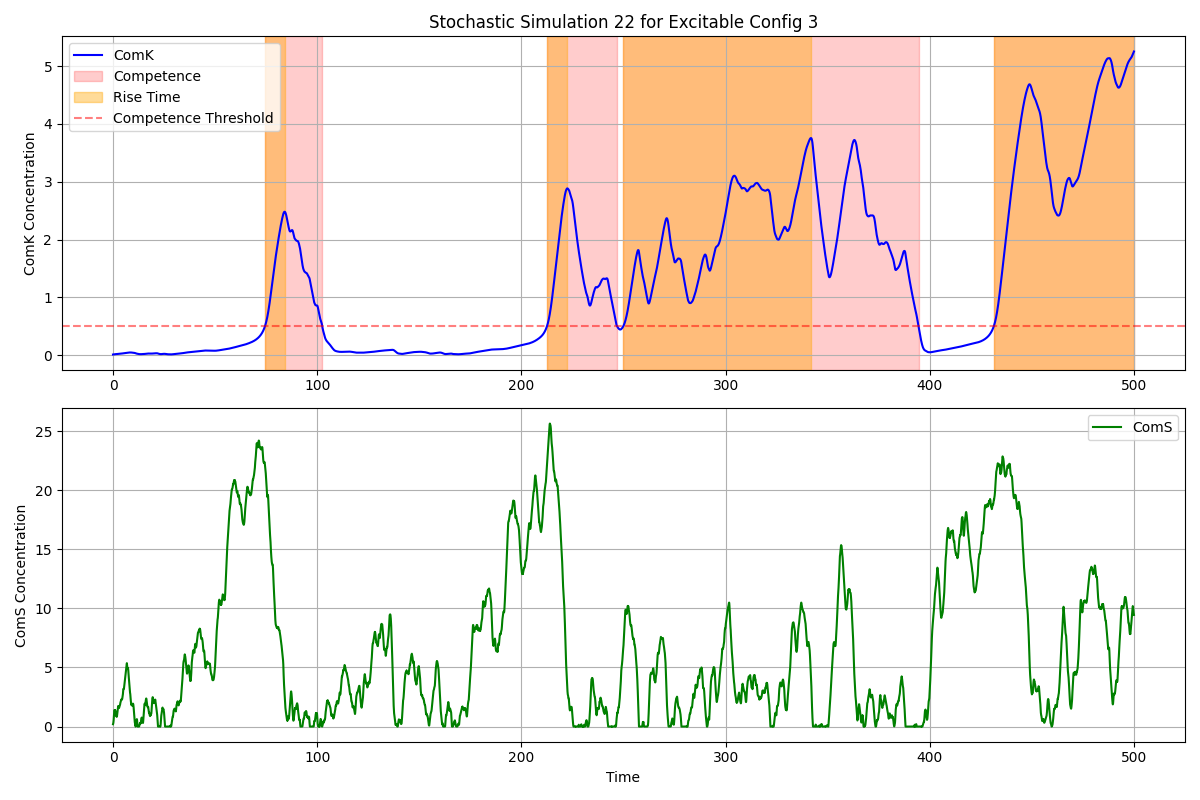 Stochastic Simulation 22 for Excitable Config 3
ComK
Competence
Rise Time
Competence Threshold
ComK Concentration
5
4
3
2
1
0
0 100 200 300 400 500
ComS
ComS Concentration
25
20
15
10
5
0
0 100 200 300 400 500
Time